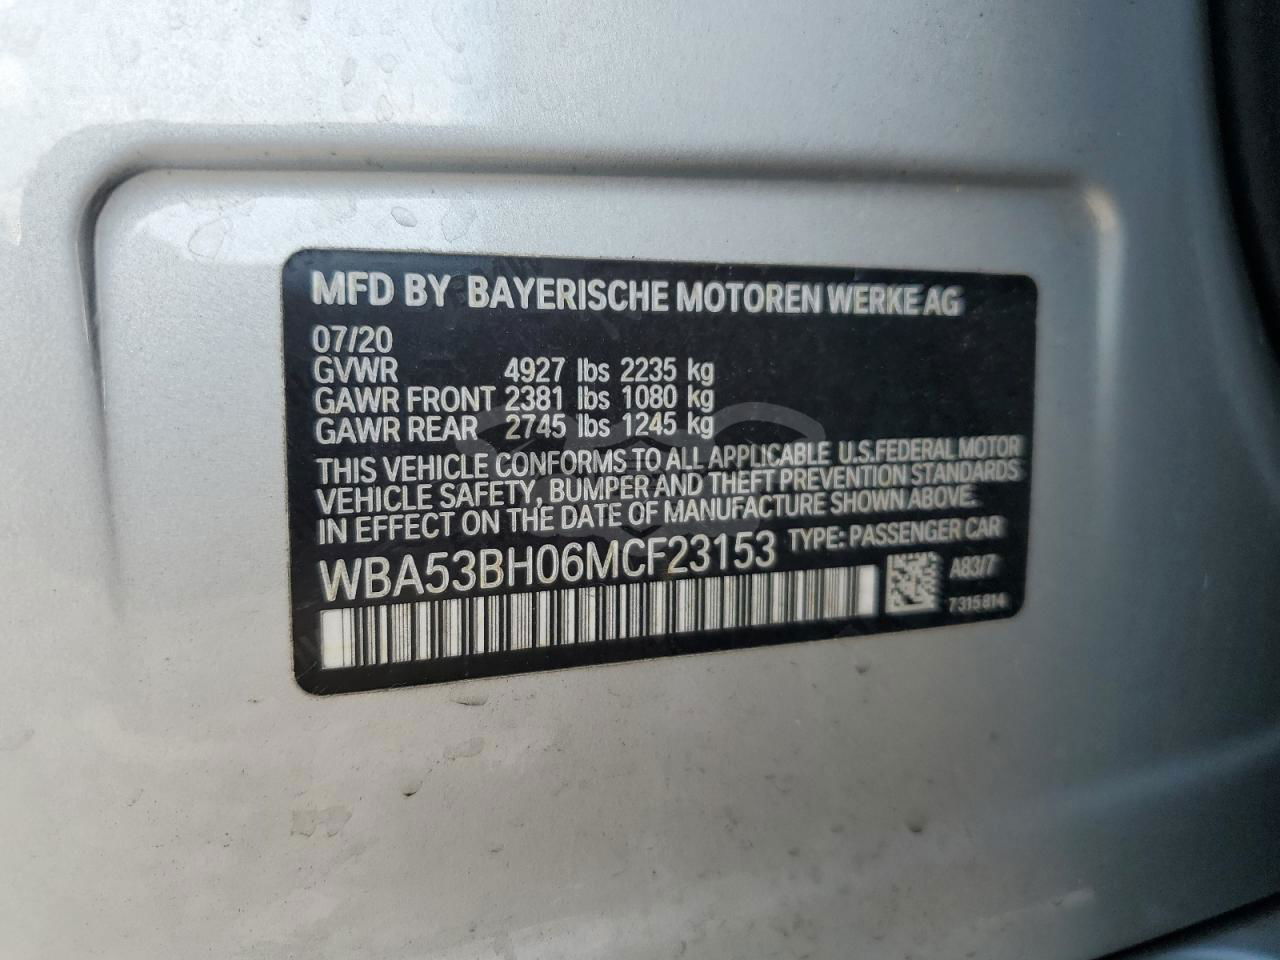 MFD BY BAYERISCHE MOTOREN WERKE AG
07/20
GVWR 4927 lbs 2235 kg
GAWR FRONT 2381 lbs 1080 kg
GAWR REAR 2745 lbs 1245 kg
THIS VEHICLE CONFORMS TO ALL APPLICABLE U.S.FEDERAL MOTOR
VEHICLE SAFETY, BUMPER AND THEFT PREVENTION STANDARDS
IN EFFECT ON THE DATE OF MANUFACTURE SHOWN ABOVE.
WBA53BH06MCF23153 TYPE: PASSENGER CAR
A83/7
7315814